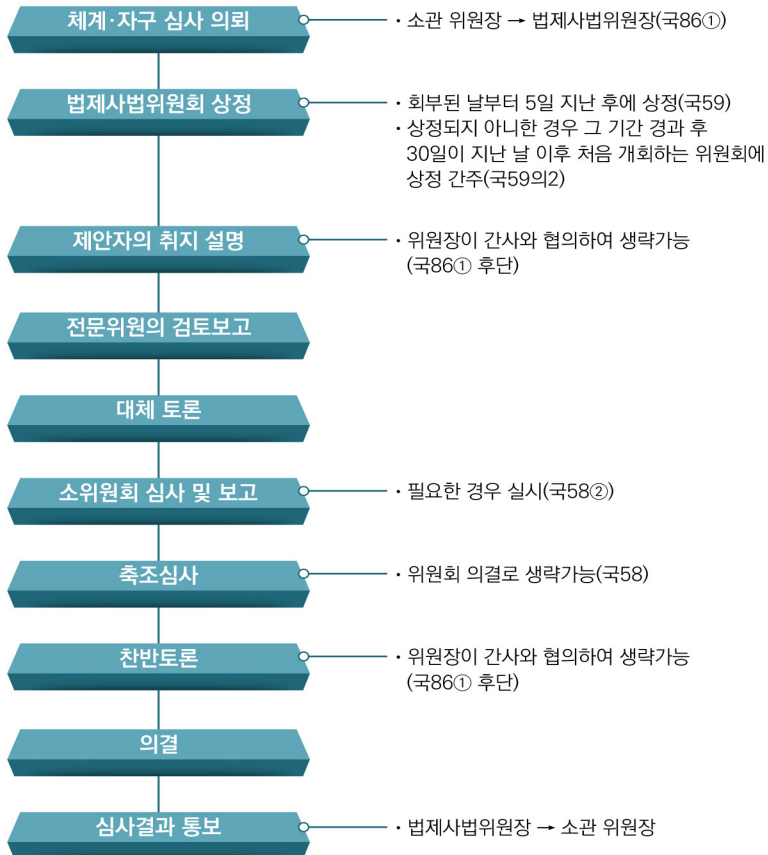 체계·자구 심사 의뢰
· 소관 위원장 → 법제사법위원장(국86①)
법제사법위원회 상정
· 회부된 날부터 5일 지난 후에 상정(국59)
· 상정되지 아니한 경우 그 기간 경과 후
30일이 지난 날 이후 처음 개회하는 위원회에
상정 간주(국59의2)
제안자의 취지 설명
· 위원장이 간사와 협의하여 생략가능
(국86① 후단)
전문위원의 검토보고
대체 토론
소위원회 심사 및 보고
· 필요한 경우 실시(국58②)
축조심사
· 위원회 의결로 생략가능(국58)
찬반토론
· 위원장이 간사와 협의하여 생략가능
(국86① 후단)
의결
심사결과 통보
· 법제사법위원장 → 소관 위원장